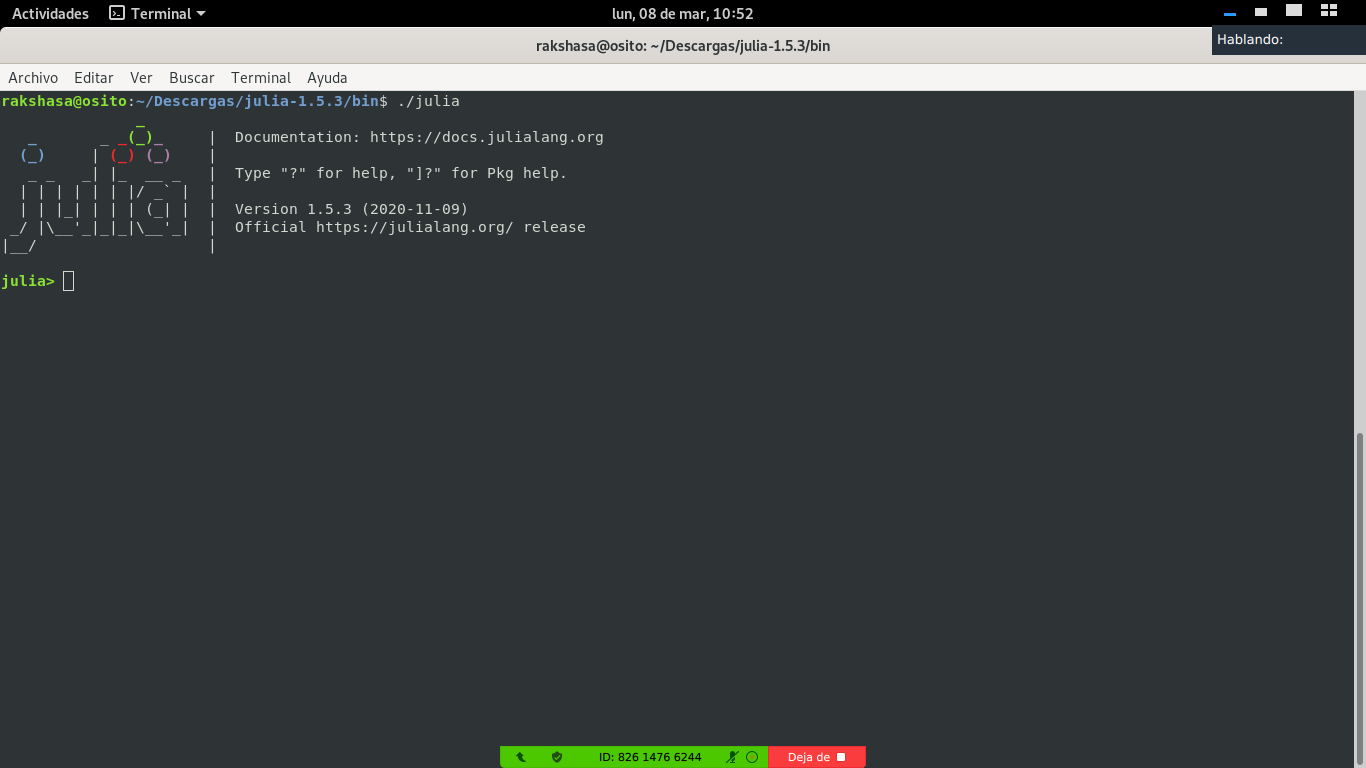 Actividades Terminal lun, 08 de mar, 10:52
rakshasa@osito: ~/Descargas/julia-1.5.3/bin
Hablando:
Archivo Editar Ver Buscar Terminal Ayuda
rakshasa@osito:~/Descargas/julia-1.5.3/bin$ ./julia
               _
   _       _ _(_)_     |  Documentation: https://docs.julialang.org
  (_)     | (_) (_)    |
   _ _   _| |_  __ _   |  Type "?" for help, "]?" for Pkg help.
  | | | | | | |/ _` |  |
  | | |_| | | | (_| |  |  Version 1.5.3 (2020-11-09)
 _/ |\__'_|_|_|\__'_|  |  Official https://julialang.org/ release
|__/                   |
julia>
ID: 826 1476 6244 Deja de